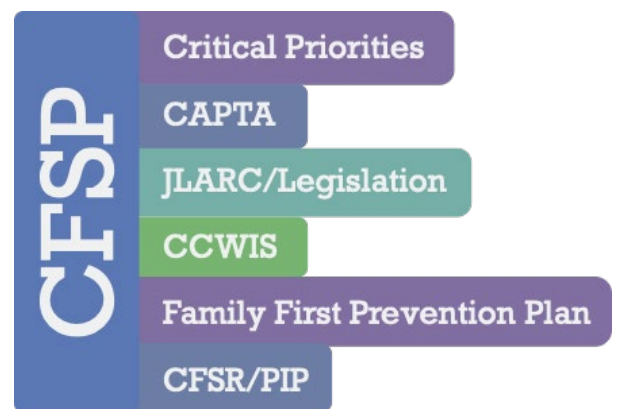 CFSP
Critical Priorities
CAPTA
JLARC/Legislation
CCWIS
Family First Prevention Plan
CFSR/PIP